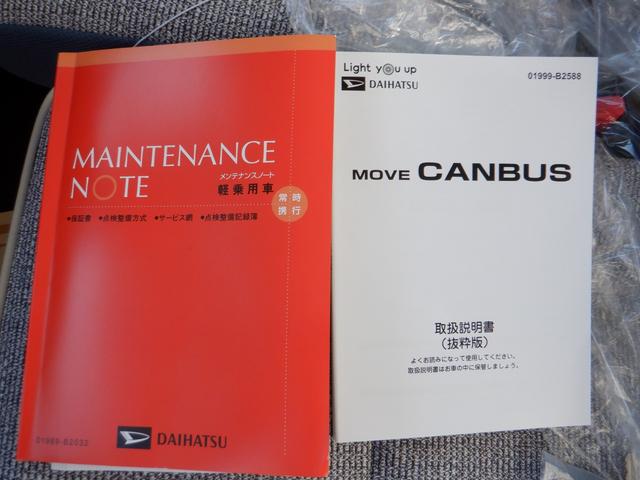 MAINTENANCE
NOTE
メンテナンスノート
軽乗用車
常時
携行
•保証書 •点検整備方式 •サービス網 •点検整備記録簿
01999-B2032
DAIHATSU
Light you up
DAIHATSU
01999-B2588
MOVE CANBUS
取扱説明書
(抜粋版)
よくお読みになって使用してください。
取扱説明書はお車の中に保管しましょう。